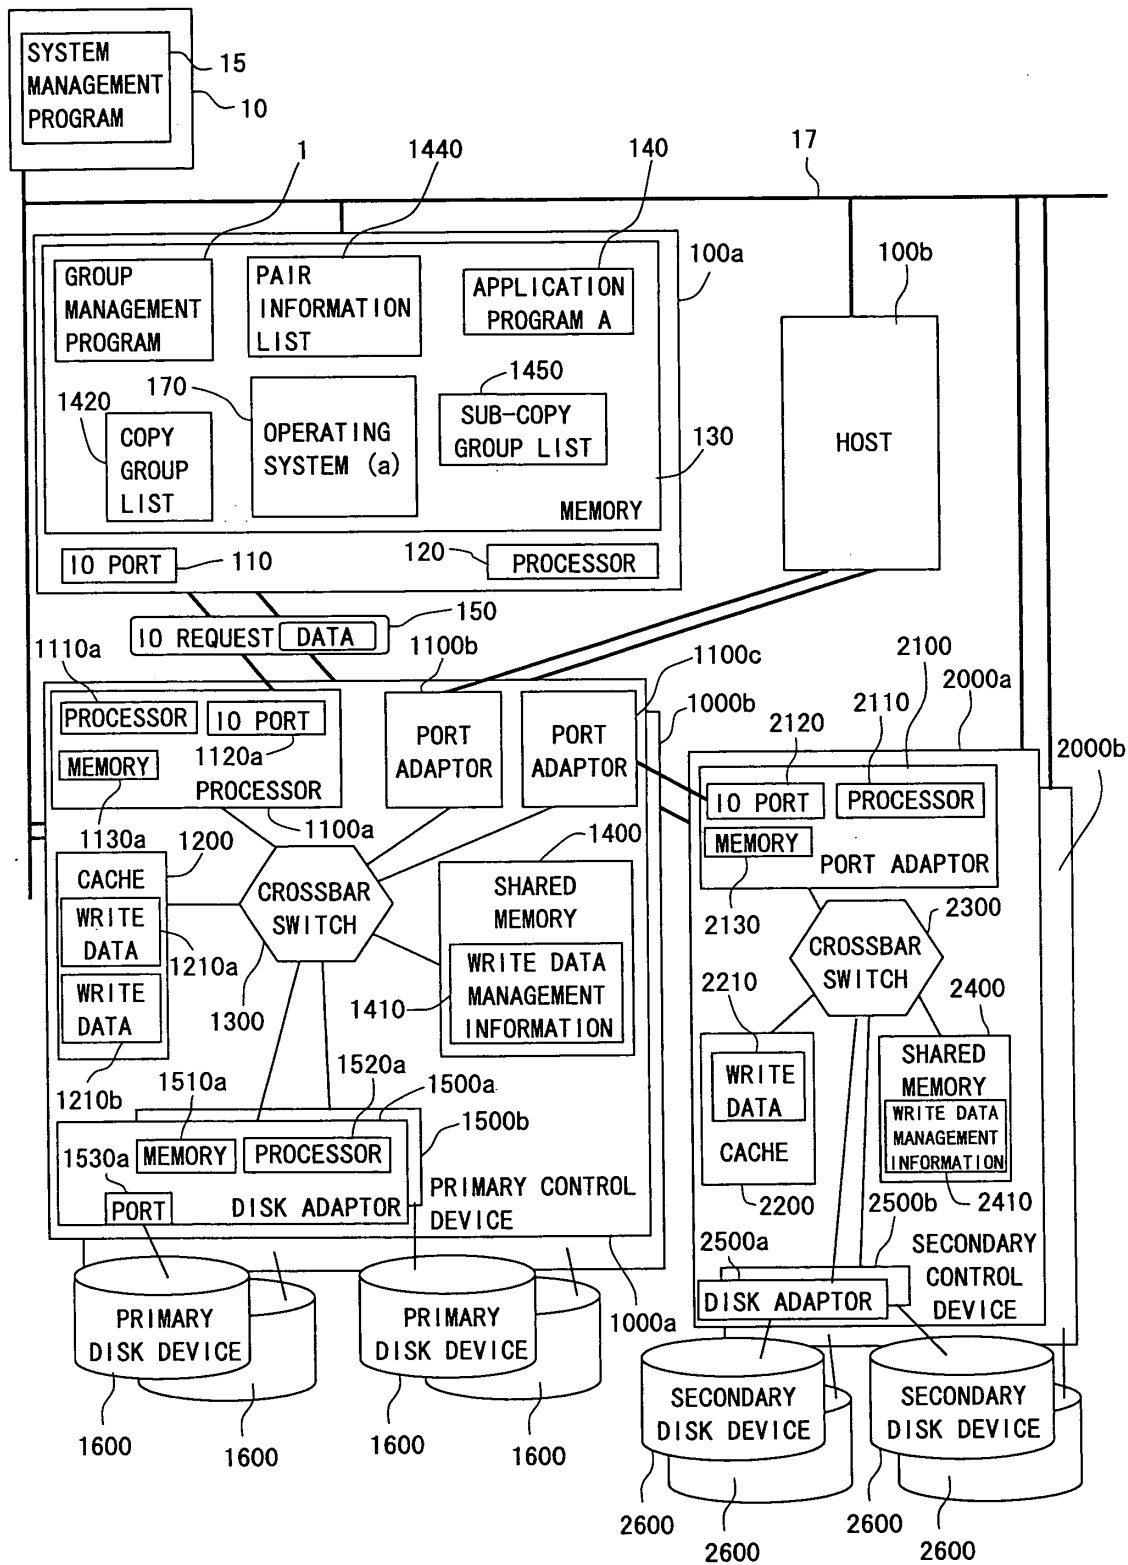 SYSTEM
MANAGEMENT
PROGRAM
15
10
1
1440
140
17
GROUP
MANAGEMENT
PROGRAM
PAIR
INFORMATION
LIST
APPLICATION
PROGRAM A
100a
100b
170
1450
1420
COPY
GROUP
LIST
OPERATING
SYSTEM (a)
SUB-COPY
GROUP LIST
130
HOST
MEMORY
IO PORT
110
120
PROCESSOR
150
IO REQUEST
DATA
1110a
1100b
1100c
2100
2000a
PROCESSOR
IO PORT
PORT
ADAPTOR
PORT
ADAPTOR
1000b
2120
2110
2000b
MEMORY
1120a
PROCESSOR
IO PORT
PROCESSOR
1130a
1200
1100a
1400
MEMORY
PORT ADAPTOR
CACHE
CROSSBAR
SWITCH
SHARED
MEMORY
2130
2300
WRITE
DATA
1210a
WRITE DATA
MANAGEMENT
INFORMATION
CROSSBAR
SWITCH
WRITE
DATA
1300
1410
2210
2400
1210b
1510a
1520a
1500a
1500b
WRITE
DATA
CACHE
SHARED
MEMORY
WRITE DATA
MANAGEMENT
INFORMATION
1530a
MEMORY
PROCESSOR
PORT
DISK ADAPTOR
PRIMARY CONTROL
DEVICE
2200
2500b
2410
2500a
SECONDARY
CONTROL
DEVICE
DISK ADAPTOR
PRIMARY
DISK DEVICE
PRIMARY
DISK DEVICE
1000a
SECONDARY
DISK DEVICE
SECONDARY
DISK DEVICE
1600
1600
1600
1600
2600
2600
2600
2600